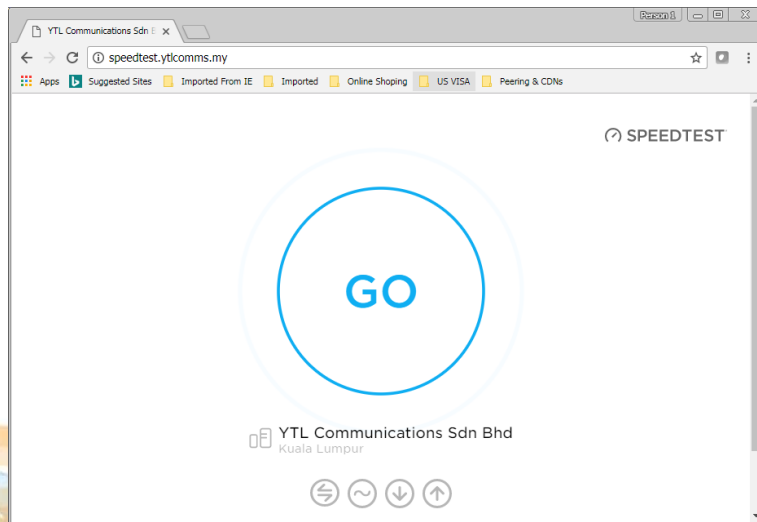 Person 1
YTL Communications Sdn B
speedtest.ytlcomms.my
Apps Suggested Sites Imported From IE Imported Online Shoping US VISA Peering & CDNs
SPEEDTEST
GO
YTL Communications Sdn Bhd
Kuala Lumpur